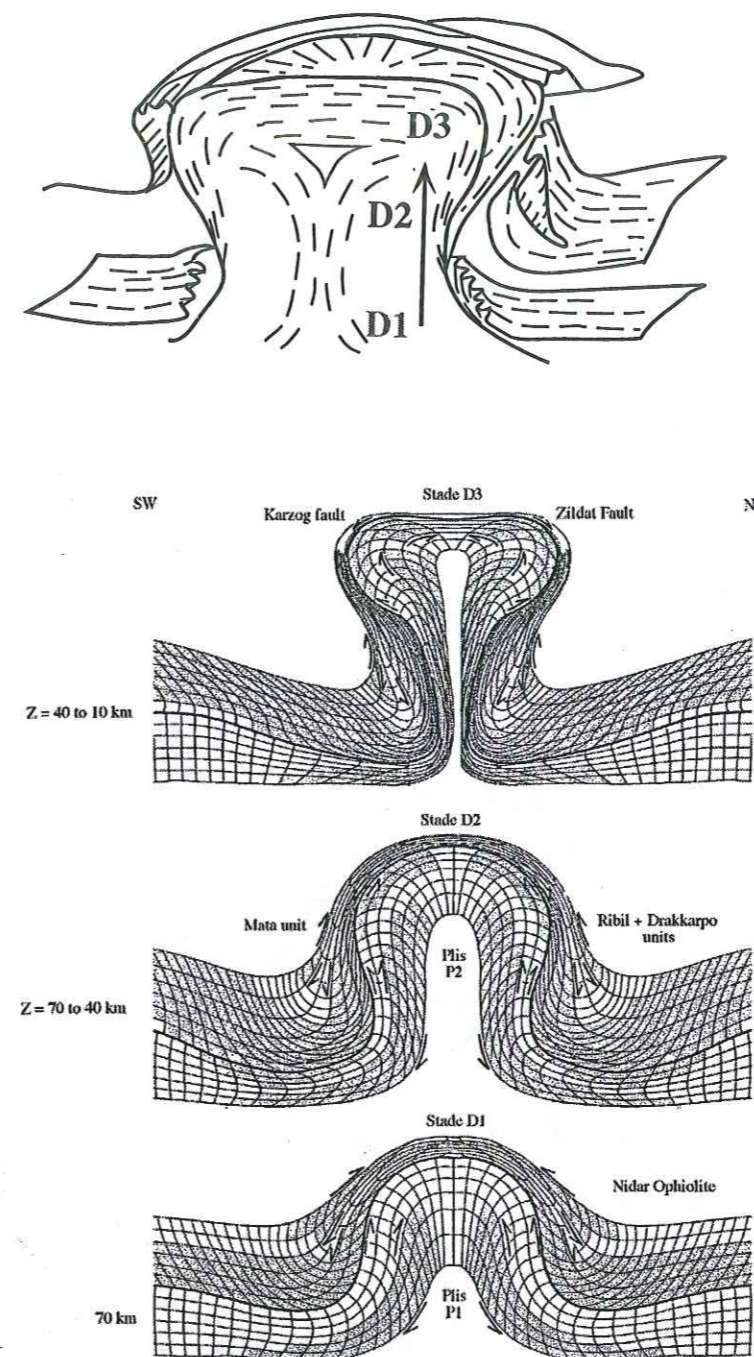 D3
D2
D1
SW
Stade D3
N
Karzog fault
Zildat Fault
Z = 40 to 10 km
Stade D2
Mata unit
Ribil + Drakkarpo
units
Plis
P2
Z = 70 to 40 km
Stade D1
Nidar Ophiolite
70 km
Plis
P1